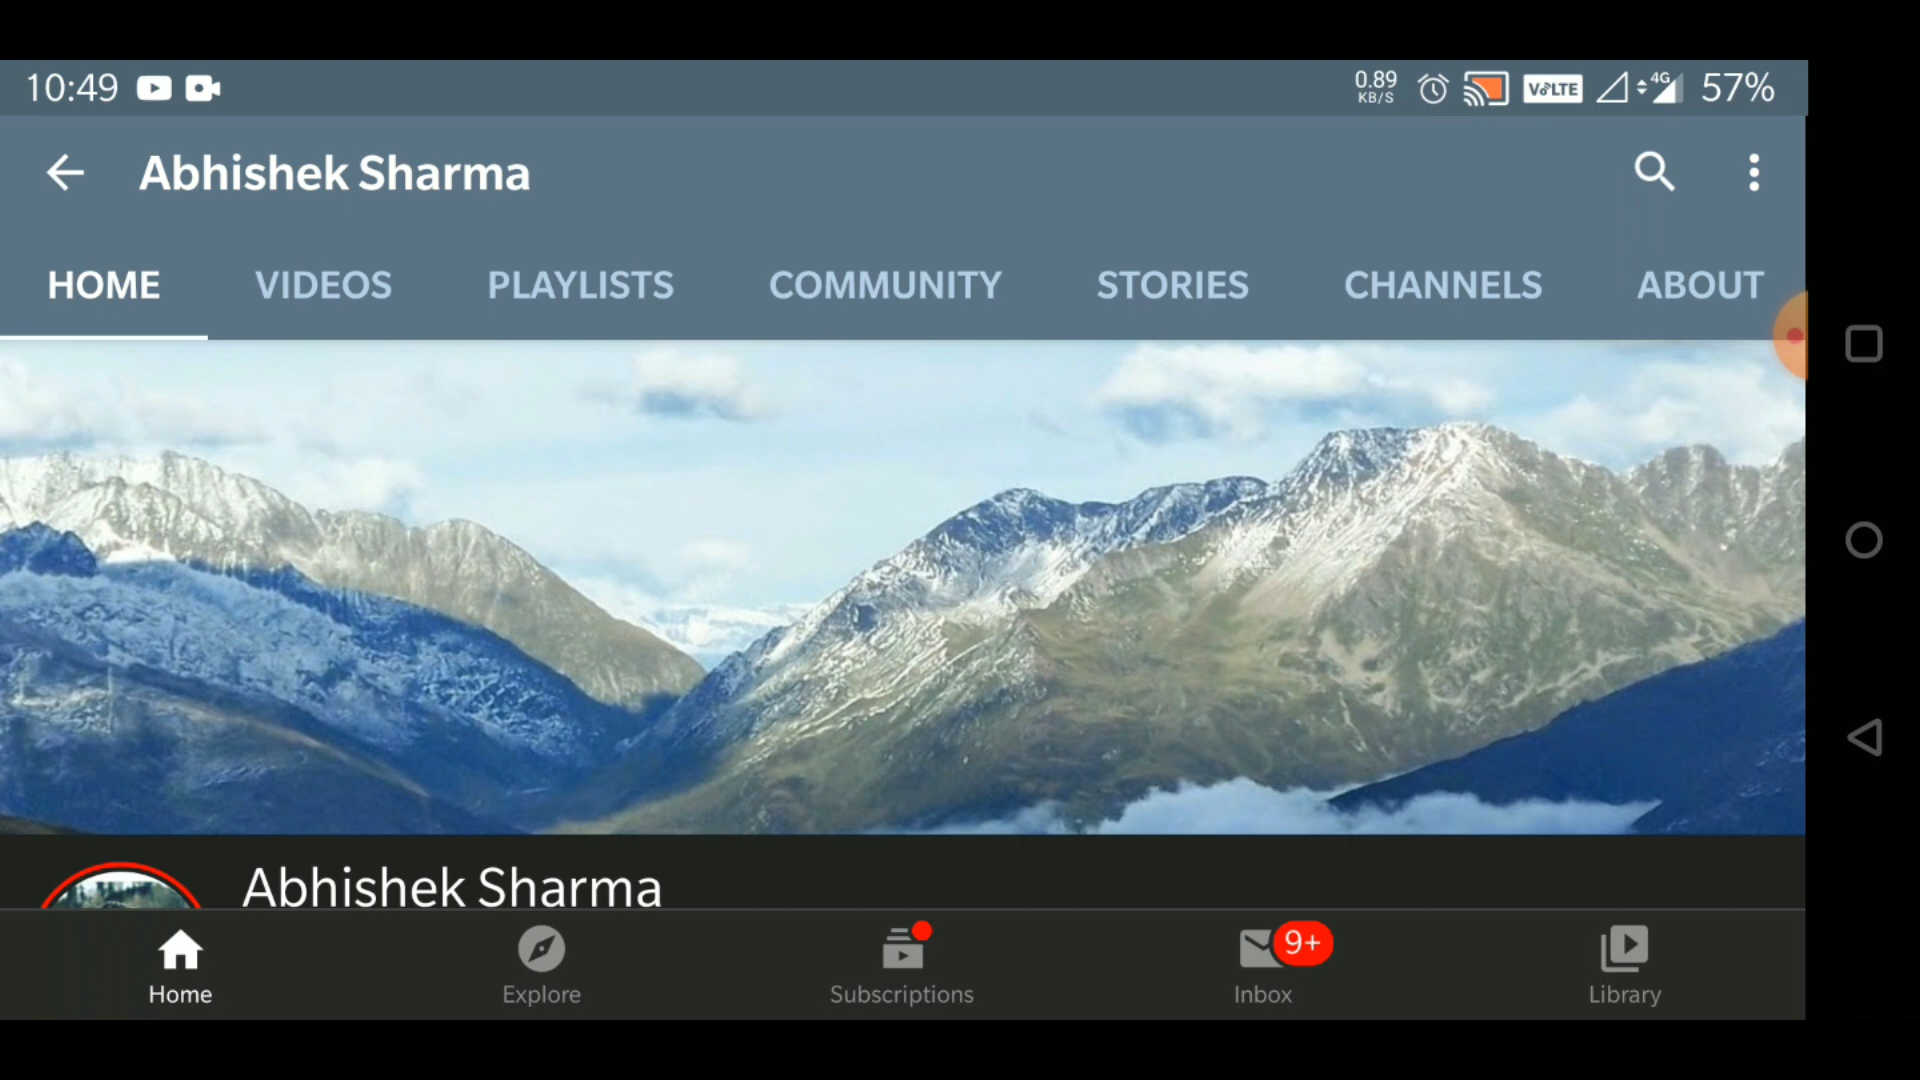 10:49 0.89 KB/S VoLTE 4G 57%
Abhishek Sharma
HOME VIDEOS PLAYLISTS COMMUNITY STORIES CHANNELS ABOUT
Abhishek Sharma
9+
Home Explore Subscriptions Inbox Library